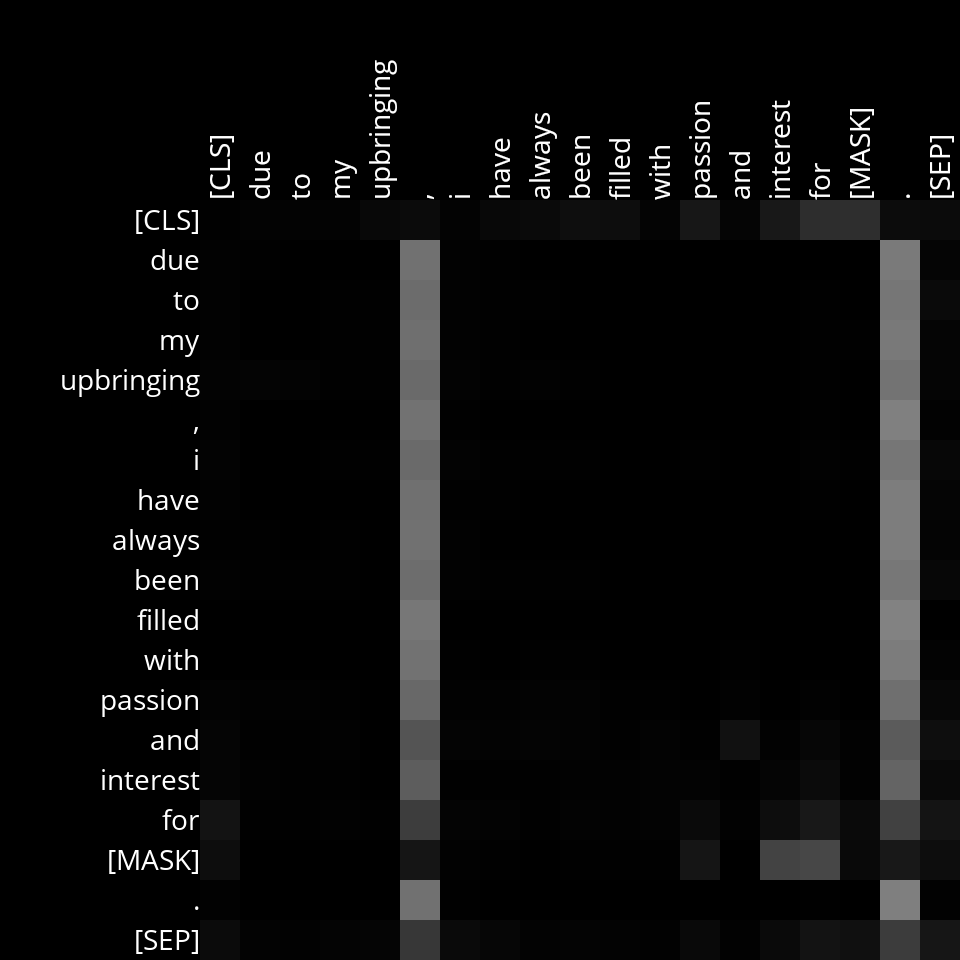 [CLS] due to my upbringing , i have always been filled with passion and interest for [MASK] . [SEP]
[CLS]
due
to
my
upbringing
,
i
have
always
been
filled
with
passion
and
interest
for
[MASK]
.
[SEP]